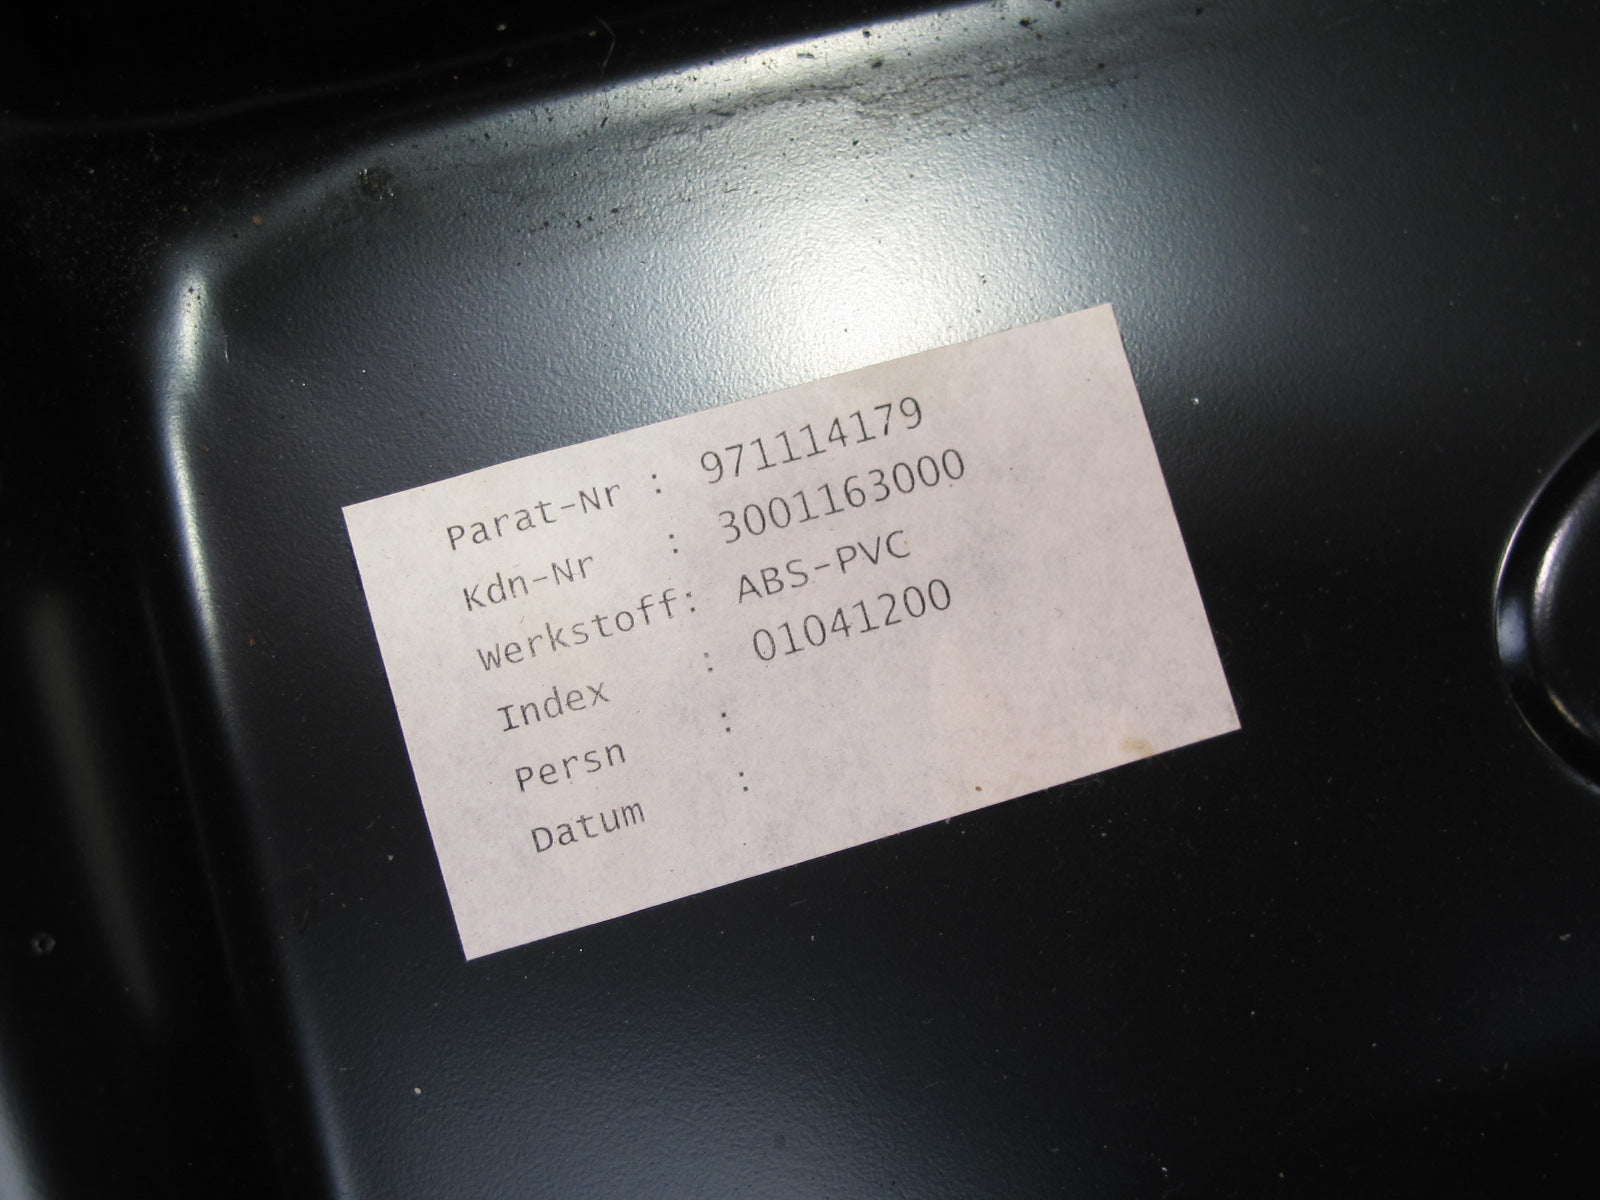 Parat-Nr : 971114179
Kdn-Nr : 3001163000
Werkstoff: ABS-PVC
Index : 01041200
Persn :
Datum :